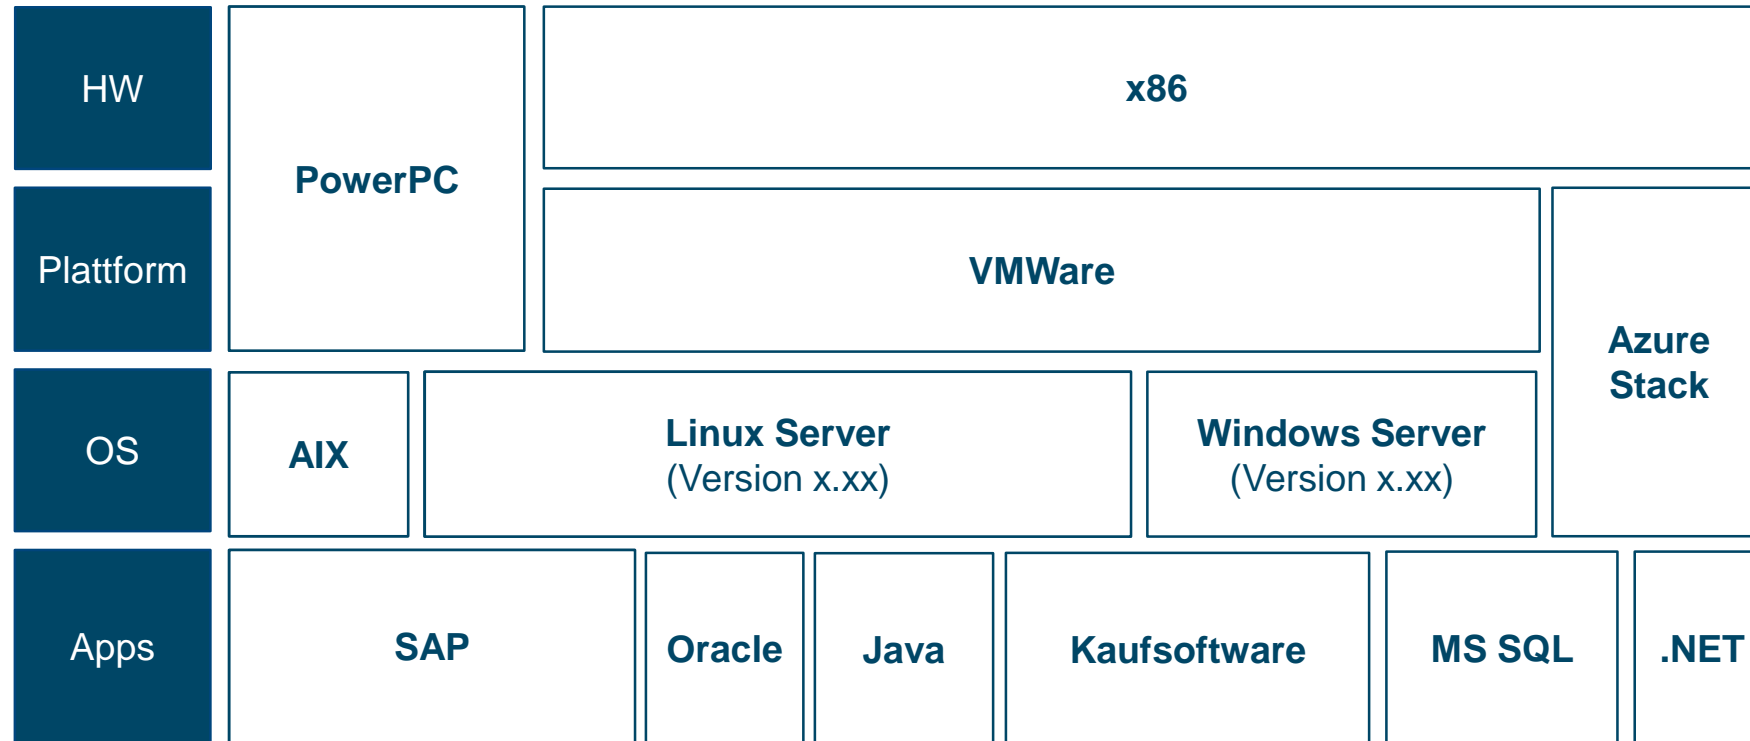 HW
PowerPC
x86
Plattform
VMWare
Azure
Stack
OS
AIX
Linux Server
(Version x.xx)
Windows Server
(Version x.xx)
Apps
SAP
Oracle
Java
Kaufsoftware
MS SQL
.NET